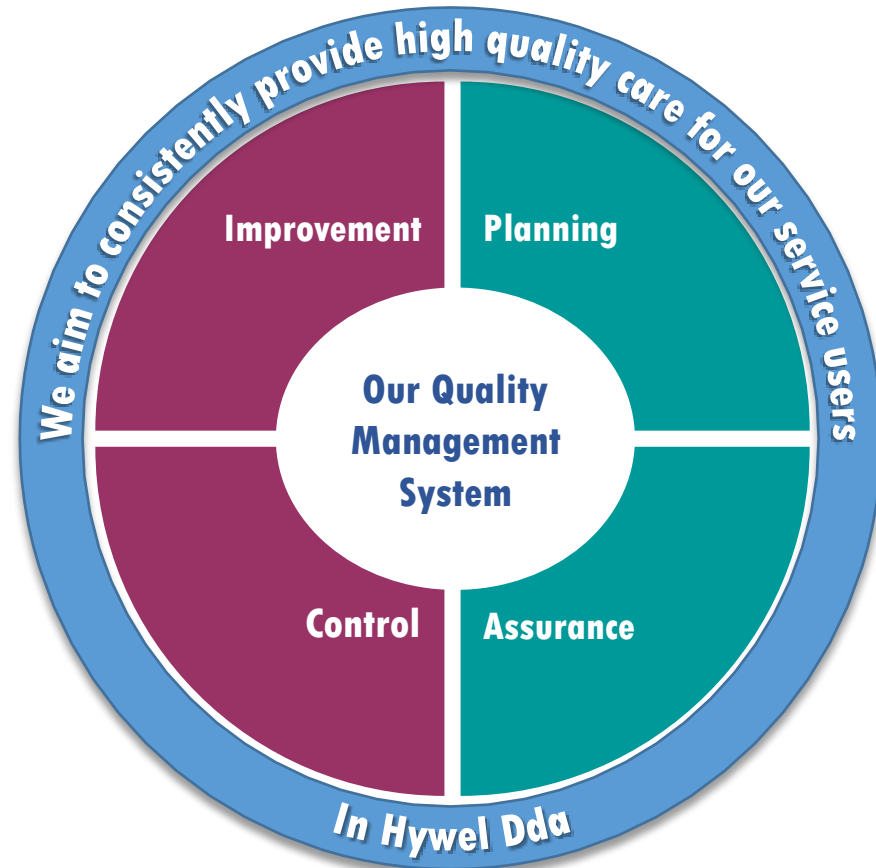 We aim to consistently provide high quality care for our service users
Improvement
Planning
Our Quality
Management
System
Control
Assurance
In Hywel Dda